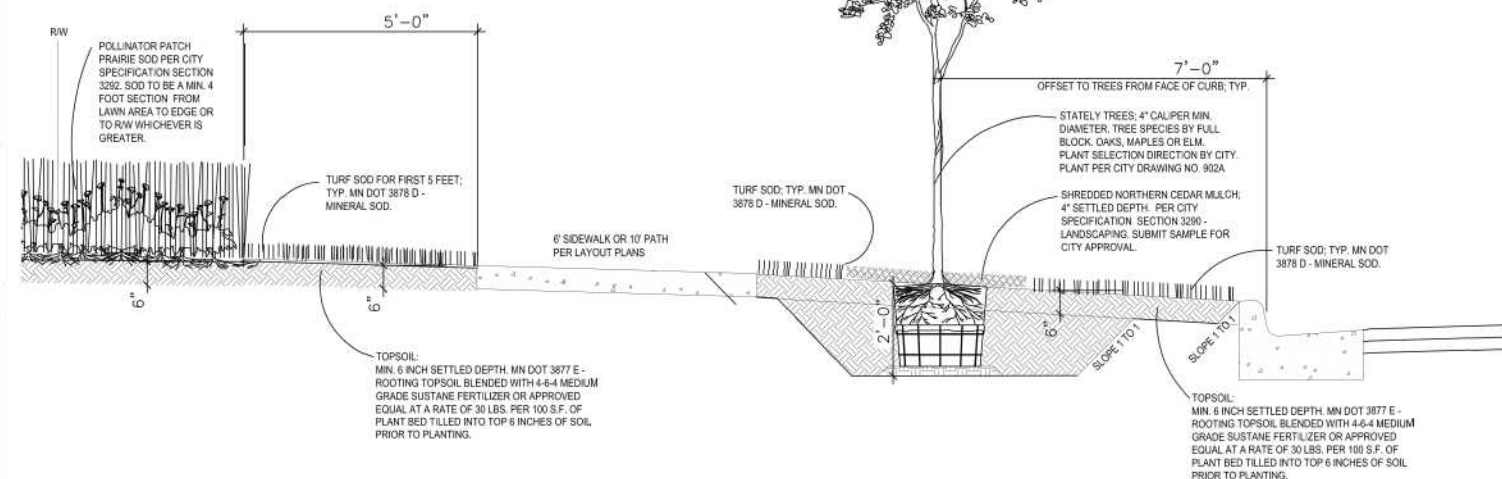 R/W
5'-0"
POLLINATOR PATCH
PRAIRIE SOD PER CITY
SPECIFICATION SECTION
3292. SOD TO BE A MIN. 4
FOOT SECTION FROM
LAWN AREA TO EDGE OR
TO R/W WHICHEVER IS
GREATER.
TURF SOD FOR FIRST 5 FEET;
TYP. MN DOT 3878 D -
MINERAL SOD.
6' SIDEWALK OR 10' PATH
PER LAYOUT PLANS
TURF SOD; TYP. MN DOT
3878 D - MINERAL SOD.
7'-0"
OFFSET TO TREES FROM FACE OF CURB; TYP.
STATELY TREES; 4" CALIPER MIN.
DIAMETER. TREE SPECIES BY FULL
BLOCK. OAKS, MAPLES OR ELM.
PLANT SELECTION DIRECTION BY CITY.
PLANT PER CITY DRAWING NO. 902A
SHREDDED NORTHERN CEDAR MULCH;
4" SETTLED DEPTH. PER CITY
SPECIFICATION SECTION 3290 -
LANDSCAPING. SUBMIT SAMPLE FOR
CITY APPROVAL.
TURF SOD; TYP. MN DOT
3878 D - MINERAL SOD.
6"
6"
2'-0"
6"
SLOPE 1 TO 1
SLOPE 1 TO 1
TOPSOIL:
MIN. 6 INCH SETTLED DEPTH. MN DOT 3877 E -
ROOTING TOPSOIL BLENDED WITH 4-6-4 MEDIUM
GRADE SUSTANE FERTILIZER OR APPROVED
EQUAL AT A RATE OF 30 LBS. PER 100 S.F. OF
PLANT BED TILLED INTO TOP 6 INCHES OF SOIL
PRIOR TO PLANTING.
TOPSOIL:
MIN. 6 INCH SETTLED DEPTH. MN DOT 3877 E -
ROOTING TOPSOIL BLENDED WITH 4-6-4 MEDIUM
GRADE SUSTANE FERTILIZER OR APPROVED
EQUAL AT A RATE OF 30 LBS. PER 100 S.F. OF
PLANT BED TILLED INTO TOP 6 INCHES OF SOIL
PRIOR TO PLANTING.